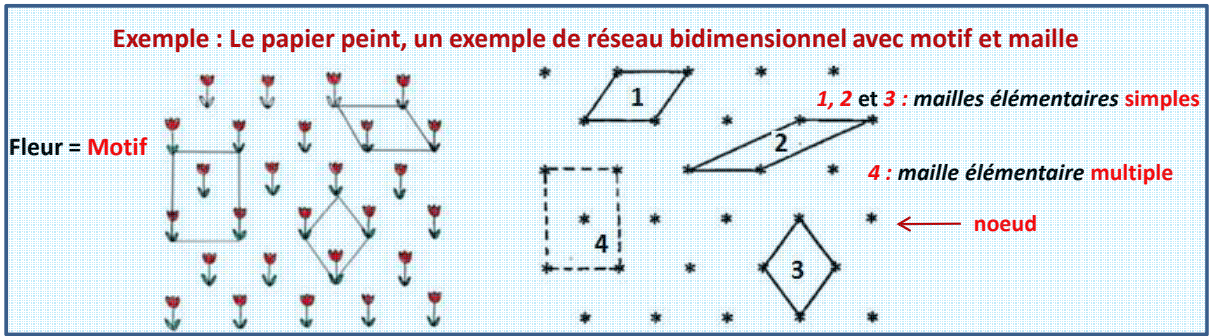 Exemple : Le papier peint, un exemple de réseau bidimensionnel avec motif et maille
Fleur = Motif
1
2
3
4
1, 2 et 3 : mailles élémentaires simples
4 : maille élémentaire multiple
noeud